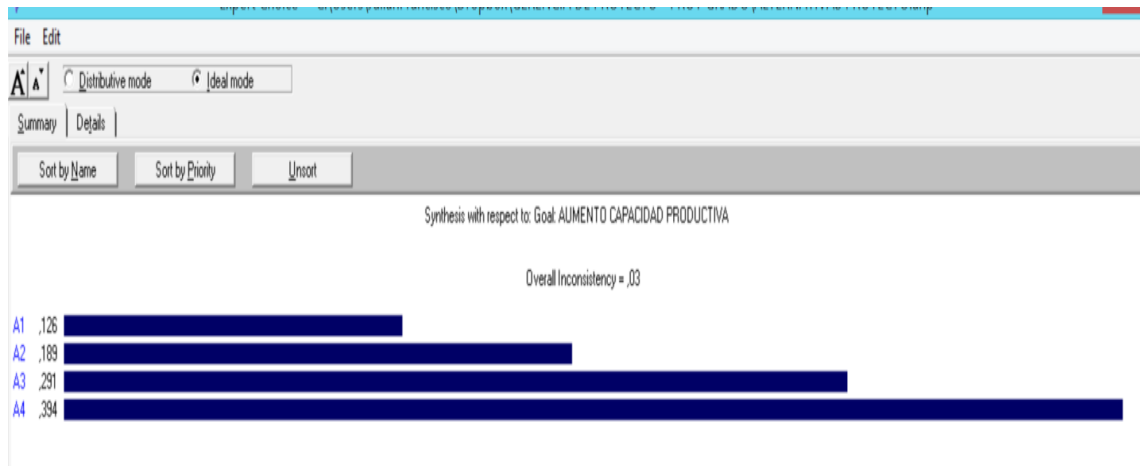 File Edit
Distributive mode Ideal mode
Summary Details
Sort by Name Sort by Priority Unsort
Synthesis with respect to: Goal: AUMENTO CAPACIDAD PRODUCTIVA
Overall Inconsistency = ,03
A1 ,126
A2 ,189
A3 ,291
A4 ,394